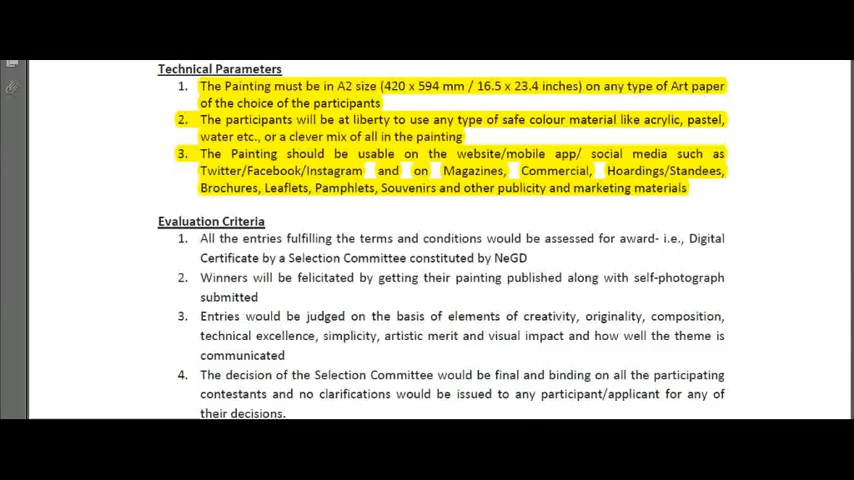 Technical Parameters
1. The Painting must be in A2 size (420 x 594 mm / 16.5 x 23.4 inches) on any type of Art paper
of the choice of the participants
2. The participants will be at liberty to use any type of safe colour material like acrylic, pastel,
water etc., or a clever mix of all in the painting
3. The Painting should be usable on the website/mobile app/ social media such as
Twitter/Facebook/Instagram and on Magazines, Commercial, Hoardings/Standees,
Brochures, Leaflets, Pamphlets, Souvenirs and other publicity and marketing materials
Evaluation Criteria
1. All the entries fulfilling the terms and conditions would be assessed for award- i.e., Digital
Certificate by a Selection Committee constituted by NeGD
2. Winners will be felicitated by getting their painting published along with self-photograph
submitted
3. Entries would be judged on the basis of elements of creativity, originality, composition,
technical excellence, simplicity, artistic merit and visual impact and how well the theme is
communicated
4. The decision of the Selection Committee would be final and binding on all the participating
contestants and no clarifications would be issued to any participant/applicant for any of
their decisions.